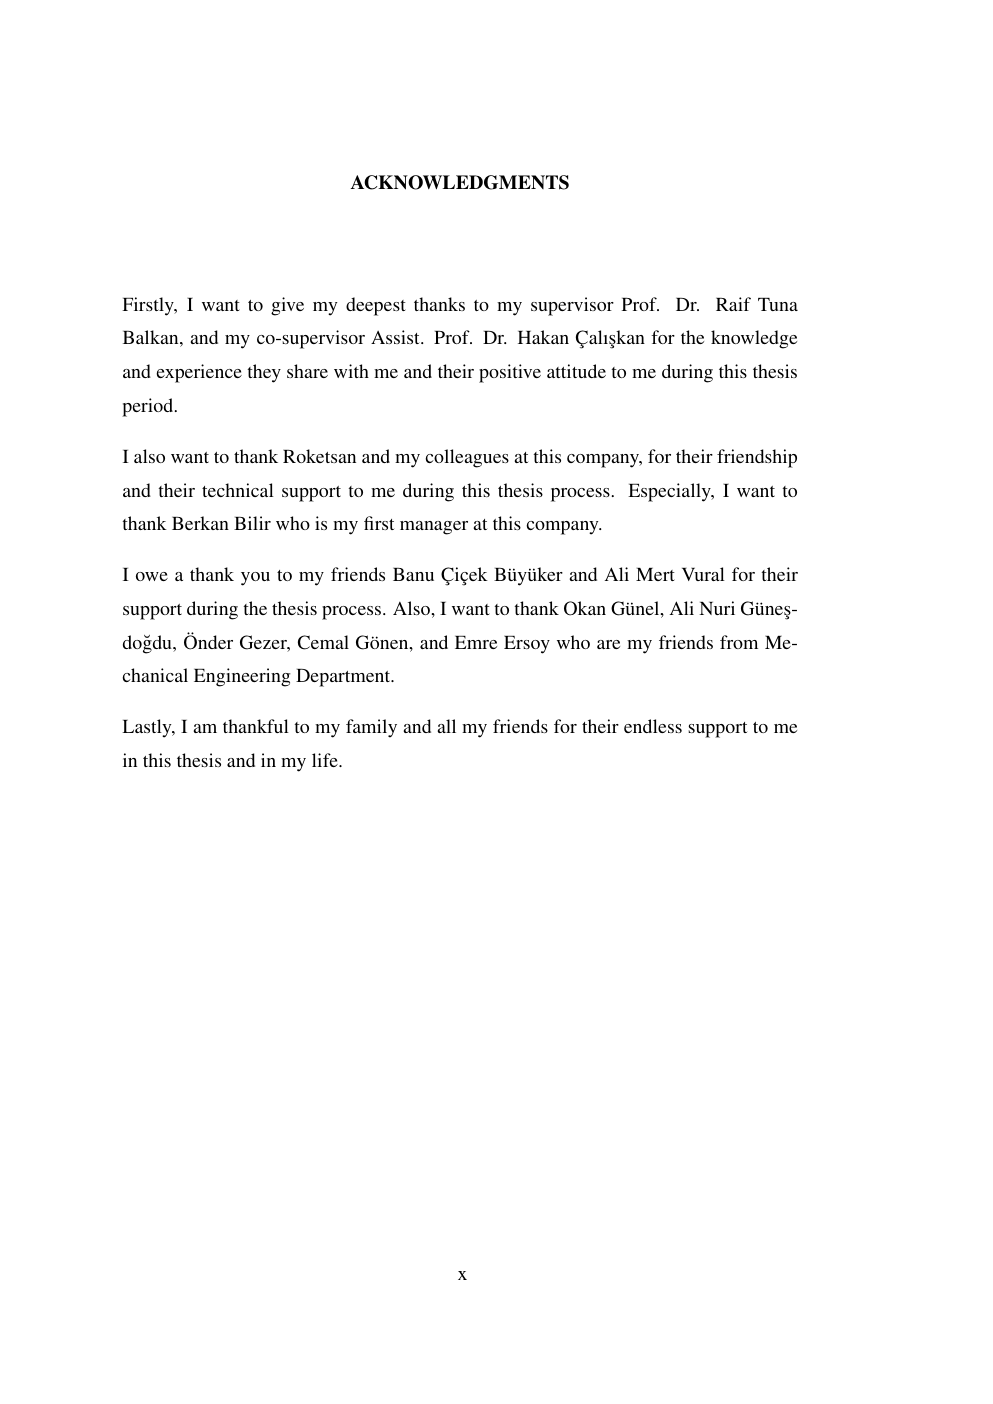 ACKNOWLEDGMENTS
Firstly, I want to give my deepest thanks to my supervisor Prof. Dr. Raif Tuna
Balkan, and my co-supervisor Assist. Prof. Dr. Hakan Çalışkan for the knowledge
and experience they share with me and their positive attitude to me during this thesis
period.
I also want to thank Roketsan and my colleagues at this company, for their friendship
and their technical support to me during this thesis process. Especially, I want to
thank Berkan Bilir who is my first manager at this company.
I owe a thank you to my friends Banu Çiçek Büyüker and Ali Mert Vural for their
support during the thesis process. Also, I want to thank Okan Günel, Ali Nuri Güneş-
doğdu, Önder Gezer, Cemal Gönen, and Emre Ersoy who are my friends from Me-
chanical Engineering Department.
Lastly, I am thankful to my family and all my friends for their endless support to me
in this thesis and in my life.
x